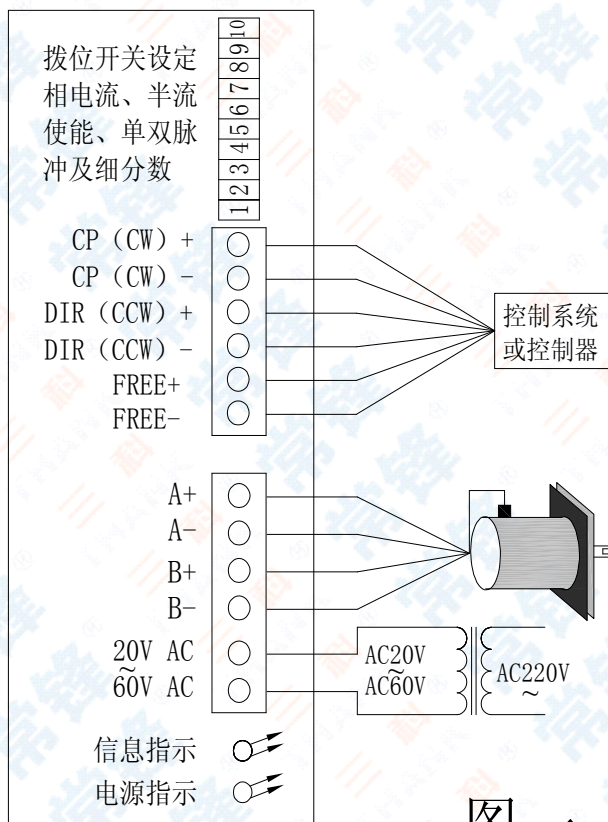 拨位开关设定
相电流、半流
使能、单双脉
冲及细分数
10
9
8
7
6
5
4
3
2
1
CP（CW）+
CP（CW）-
DIR（CCW）+
DIR（CCW）-
FREE+
FREE-
控制系统
或控制器
A+
A-
B+
B-
20V AC
~
60V AC
AC20V
~
AC60V
AC220V
~
信息指示
电源指示
图
常锋